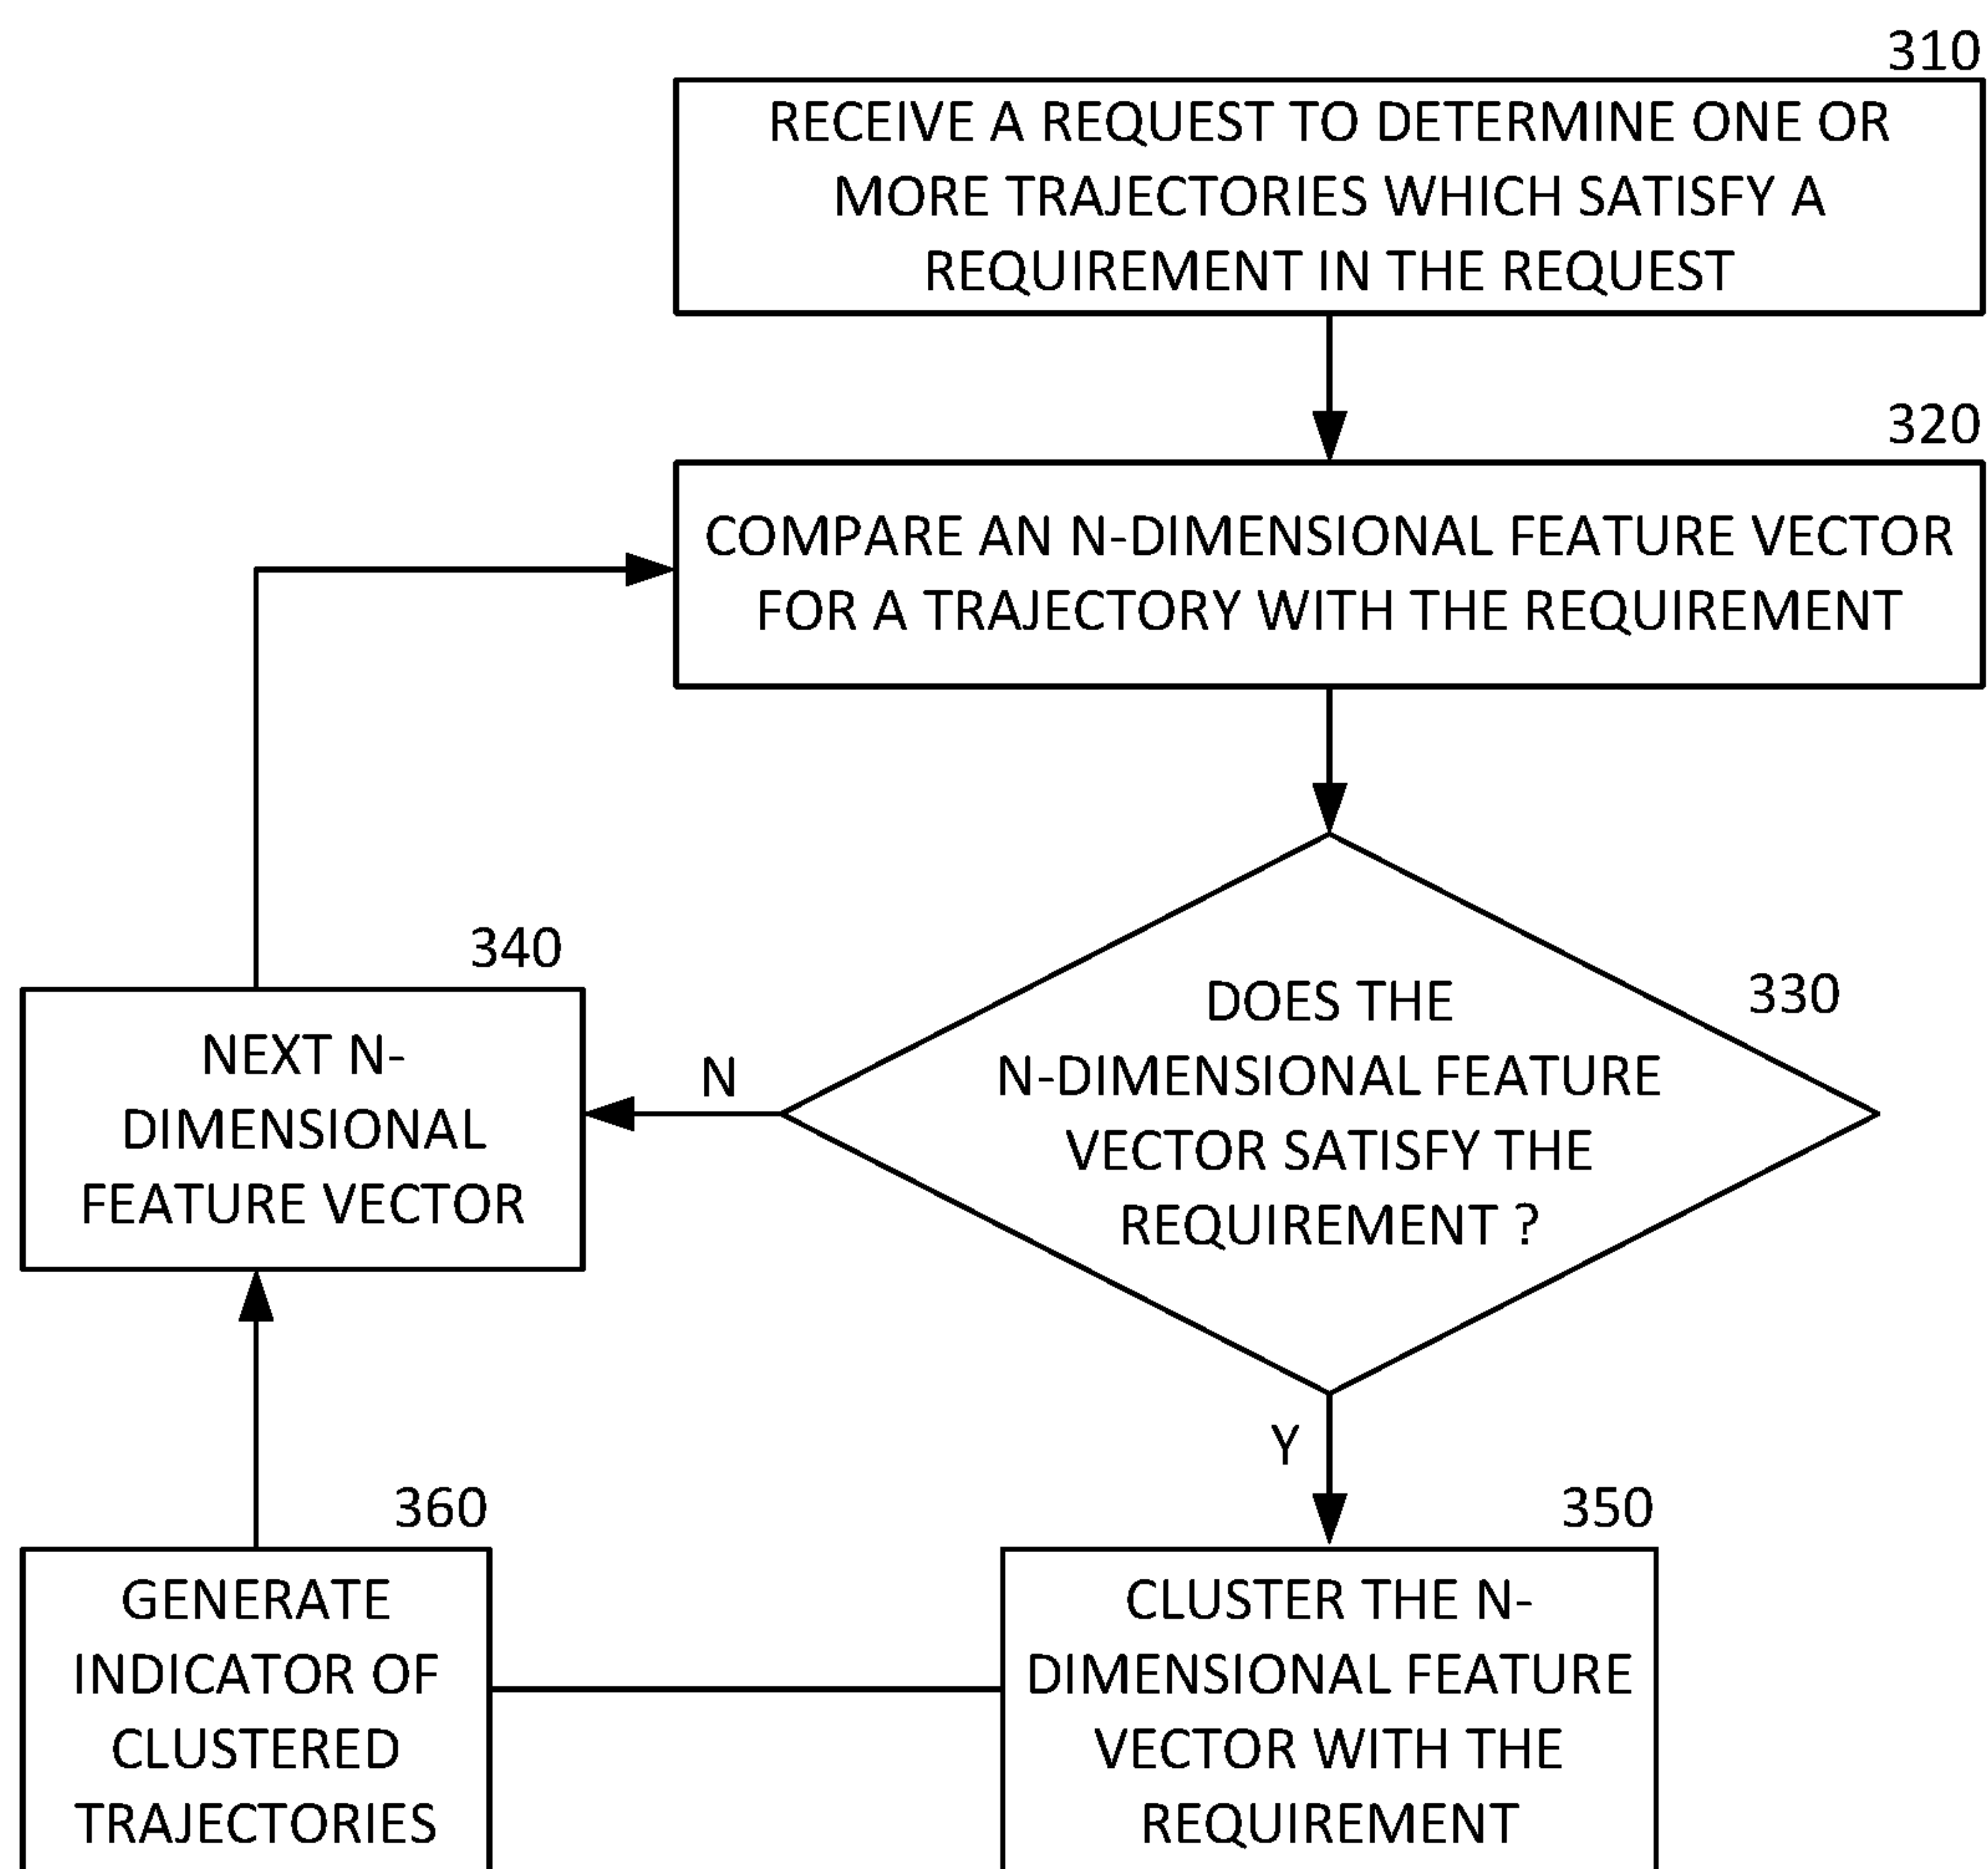 310
RECEIVE A REQUEST TO DETERMINE ONE OR
MORE TRAJECTORIES WHICH SATISFY A
REQUIREMENT IN THE REQUEST
320
COMPARE AN N-DIMENSIONAL FEATURE VECTOR
FOR A TRAJECTORY WITH THE REQUIREMENT
330
DOES THE
N-DIMENSIONAL FEATURE
VECTOR SATISFY THE
REQUIREMENT ?
N
340
NEXT N-
DIMENSIONAL
FEATURE VECTOR
Y
350
CLUSTER THE N-
DIMENSIONAL FEATURE
VECTOR WITH THE
REQUIREMENT
360
GENERATE
INDICATOR OF
CLUSTERED
TRAJECTORIES